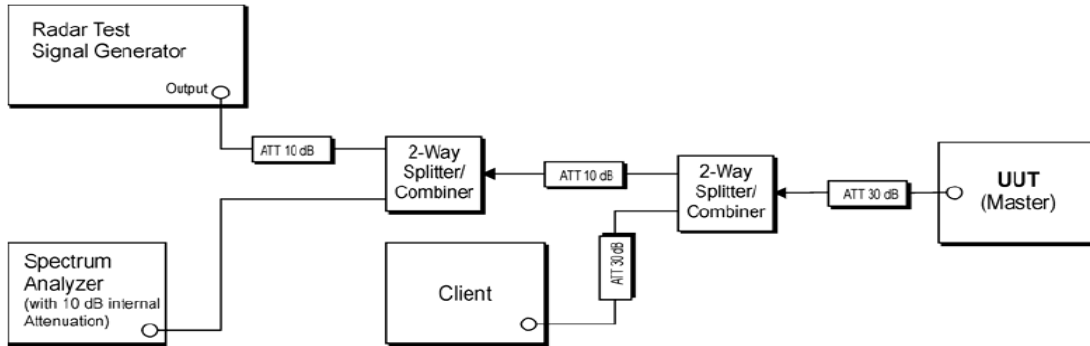 Radar Test
Signal Generator
Output
ATT 10 dB
2-Way
Splitter/
Combiner
ATT 10 dB
2-Way
Splitter/
Combiner
ATT 30 dB
UUT
(Master)
Spectrum
Analyzer
(with 10 dB internal
Attenuation)
Client
ATT 30 dB